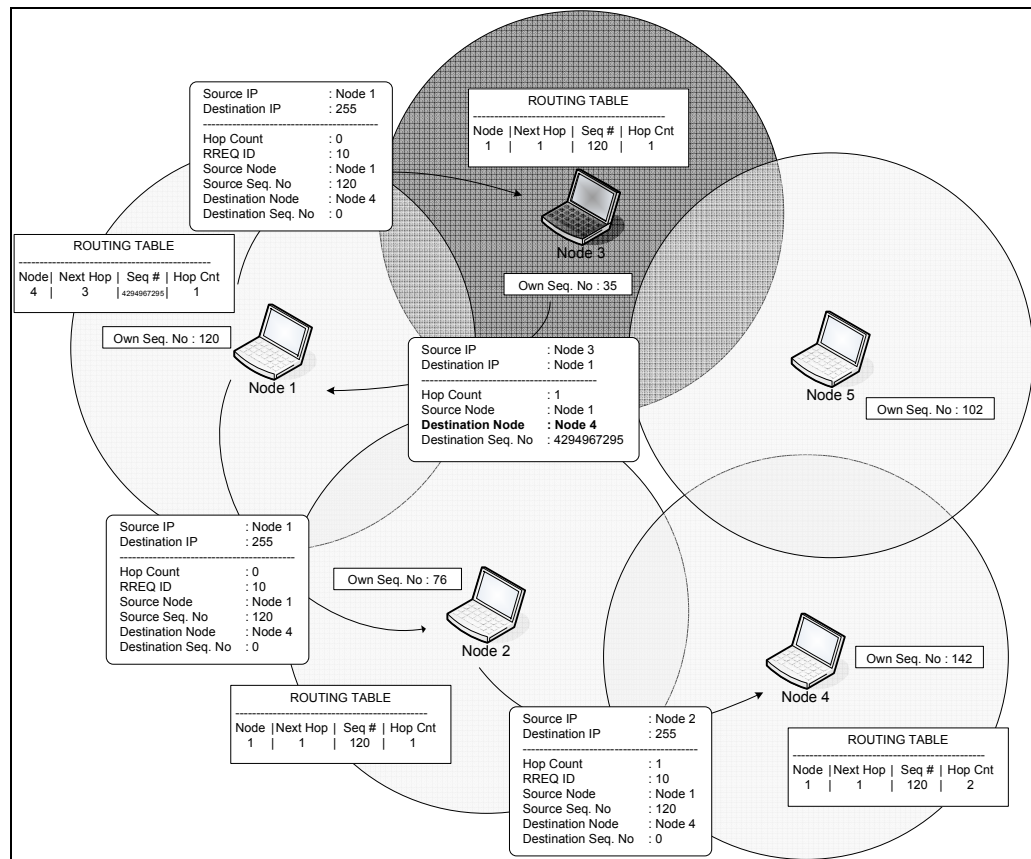 Source IP : Node 1
Destination IP : 255
----------------------------------------
Hop Count : 0
RREQ ID : 10
Source Node : Node 1
Source Seq. No : 120
Destination Node : Node 4
Destination Seq. No : 0
ROUTING TABLE
----------------------------------------
Node |Next Hop | Seq # | Hop Cnt
1 | 1 | 120 | 1
Node 3
Own Seq. No : 35
ROUTING TABLE
----------------------------------------
Node| Next Hop | Seq # | Hop Cnt
4 | 3 |4294967295| 1
Own Seq. No : 120
Node 1
Source IP : Node 3
Destination IP : Node 1
----------------------------------------
Hop Count : 1
Source Node : Node 1
Destination Node : Node 4
Destination Seq. No : 4294967295
Node 5
Own Seq. No : 102
Source IP : Node 1
Destination IP : 255
----------------------------------------
Hop Count : 0
RREQ ID : 10
Source Node : Node 1
Source Seq. No : 120
Destination Node : Node 4
Destination Seq. No : 0
Own Seq. No : 76
Node 2
ROUTING TABLE
----------------------------------------
Node |Next Hop | Seq # | Hop Cnt
1 | 1 | 120 | 1
Source IP : Node 2
Destination IP : 255
----------------------------------------
Hop Count : 1
RREQ ID : 10
Source Node : Node 1
Source Seq. No : 120
Destination Node : Node 4
Destination Seq. No : 0
Own Seq. No : 142
Node 4
ROUTING TABLE
----------------------------------------
Node |Next Hop | Seq # | Hop Cnt
1 | 1 | 120 | 2